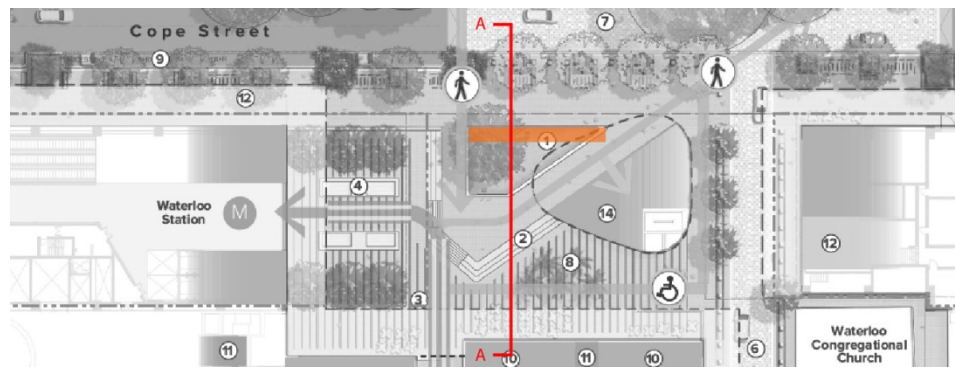 A
7
Cope Street
9
12
1
4
Waterloo
Station
M
14
2
12
8
3
11
6
Waterloo
Congregational
Church
A
10
11
10